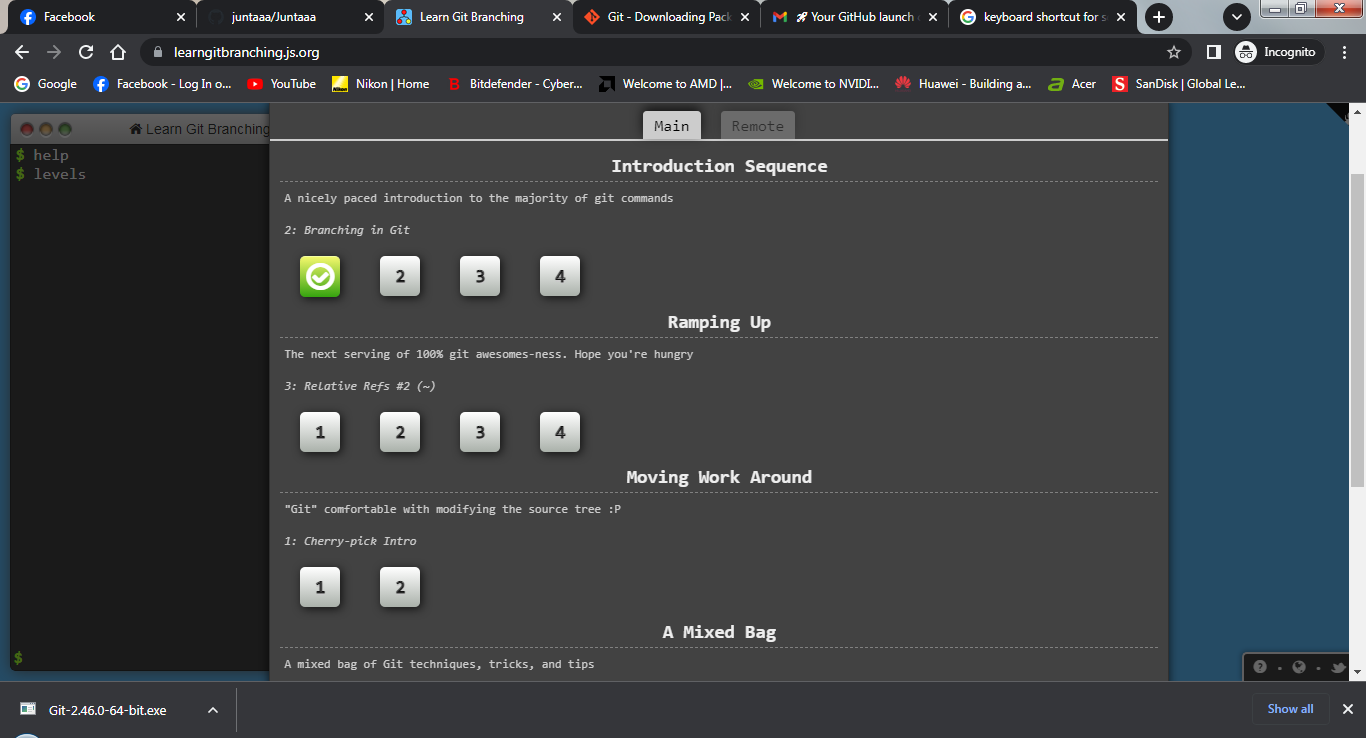 Facebook
juntaaa/Juntaaa
Learn Git Branching
Git - Downloading Pack
🚀 Your GitHub launch
keyboard shortcut for s
learngitbranching.js.org
Incognito
Google
Facebook - Log In o...
YouTube
Nikon | Home
Bitdefender - Cyber...
Welcome to AMD |...
Welcome to NVIDI...
Huawei - Building a...
Acer
SanDisk | Global Le...
Learn Git Branching
$ help
$ levels
$
Main
Remote
Introduction Sequence
A nicely paced introduction to the majority of git commands
2: Branching in Git
2 3 4
Ramping Up
The next serving of 100% git awesomes-ness. Hope you're hungry
3: Relative Refs #2 (~)
1 2 3 4
Moving Work Around
"Git" comfortable with modifying the source tree :P
1: Cherry-pick Intro
1 2
A Mixed Bag
A mixed bag of Git techniques, tricks, and tips
Git-2.46.0-64-bit.exe
Show all